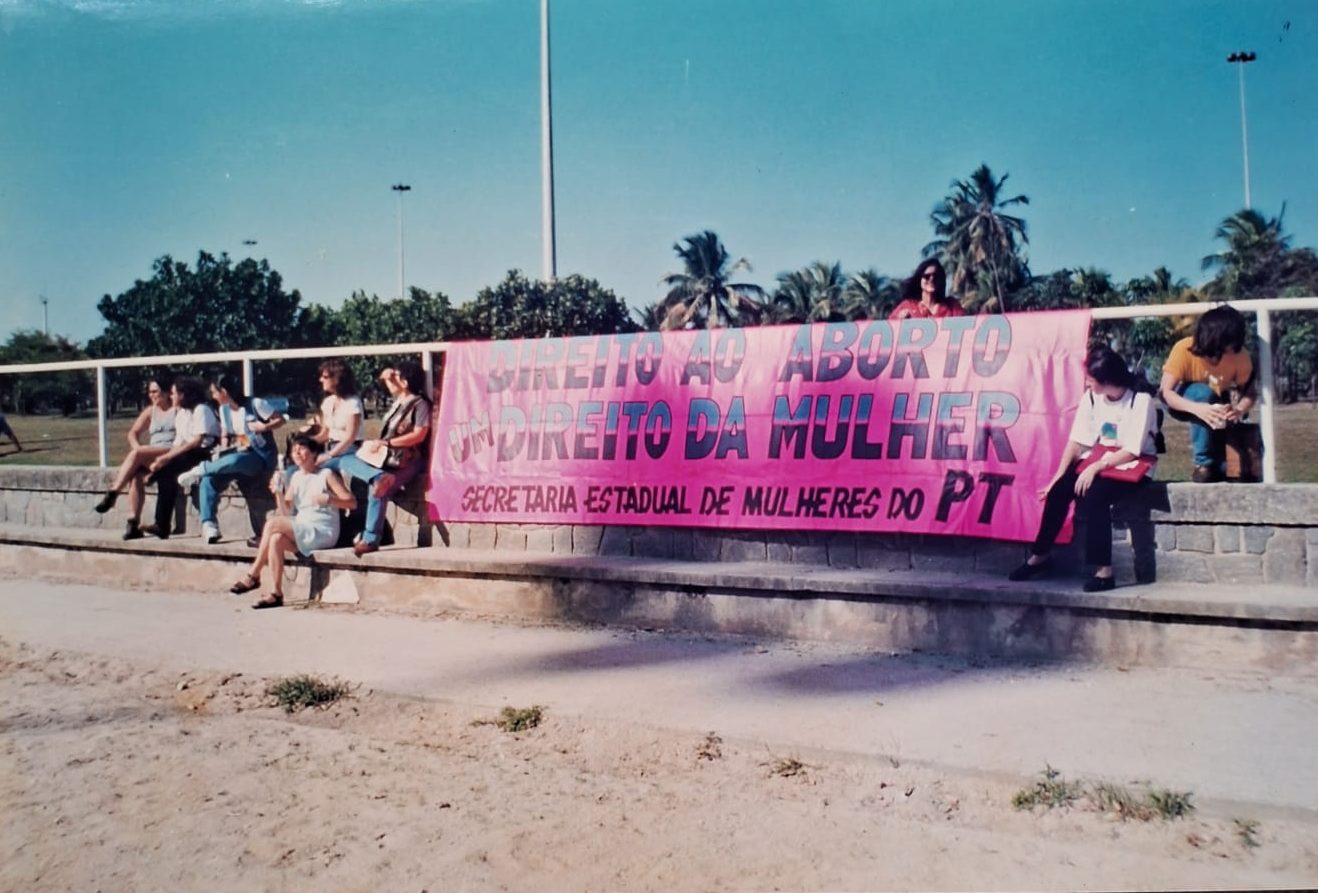 DIREITO AO ABORTO
UM DIREITO DA MULHER
SECRETARIA ESTADUAL DE MULHERES DO PT